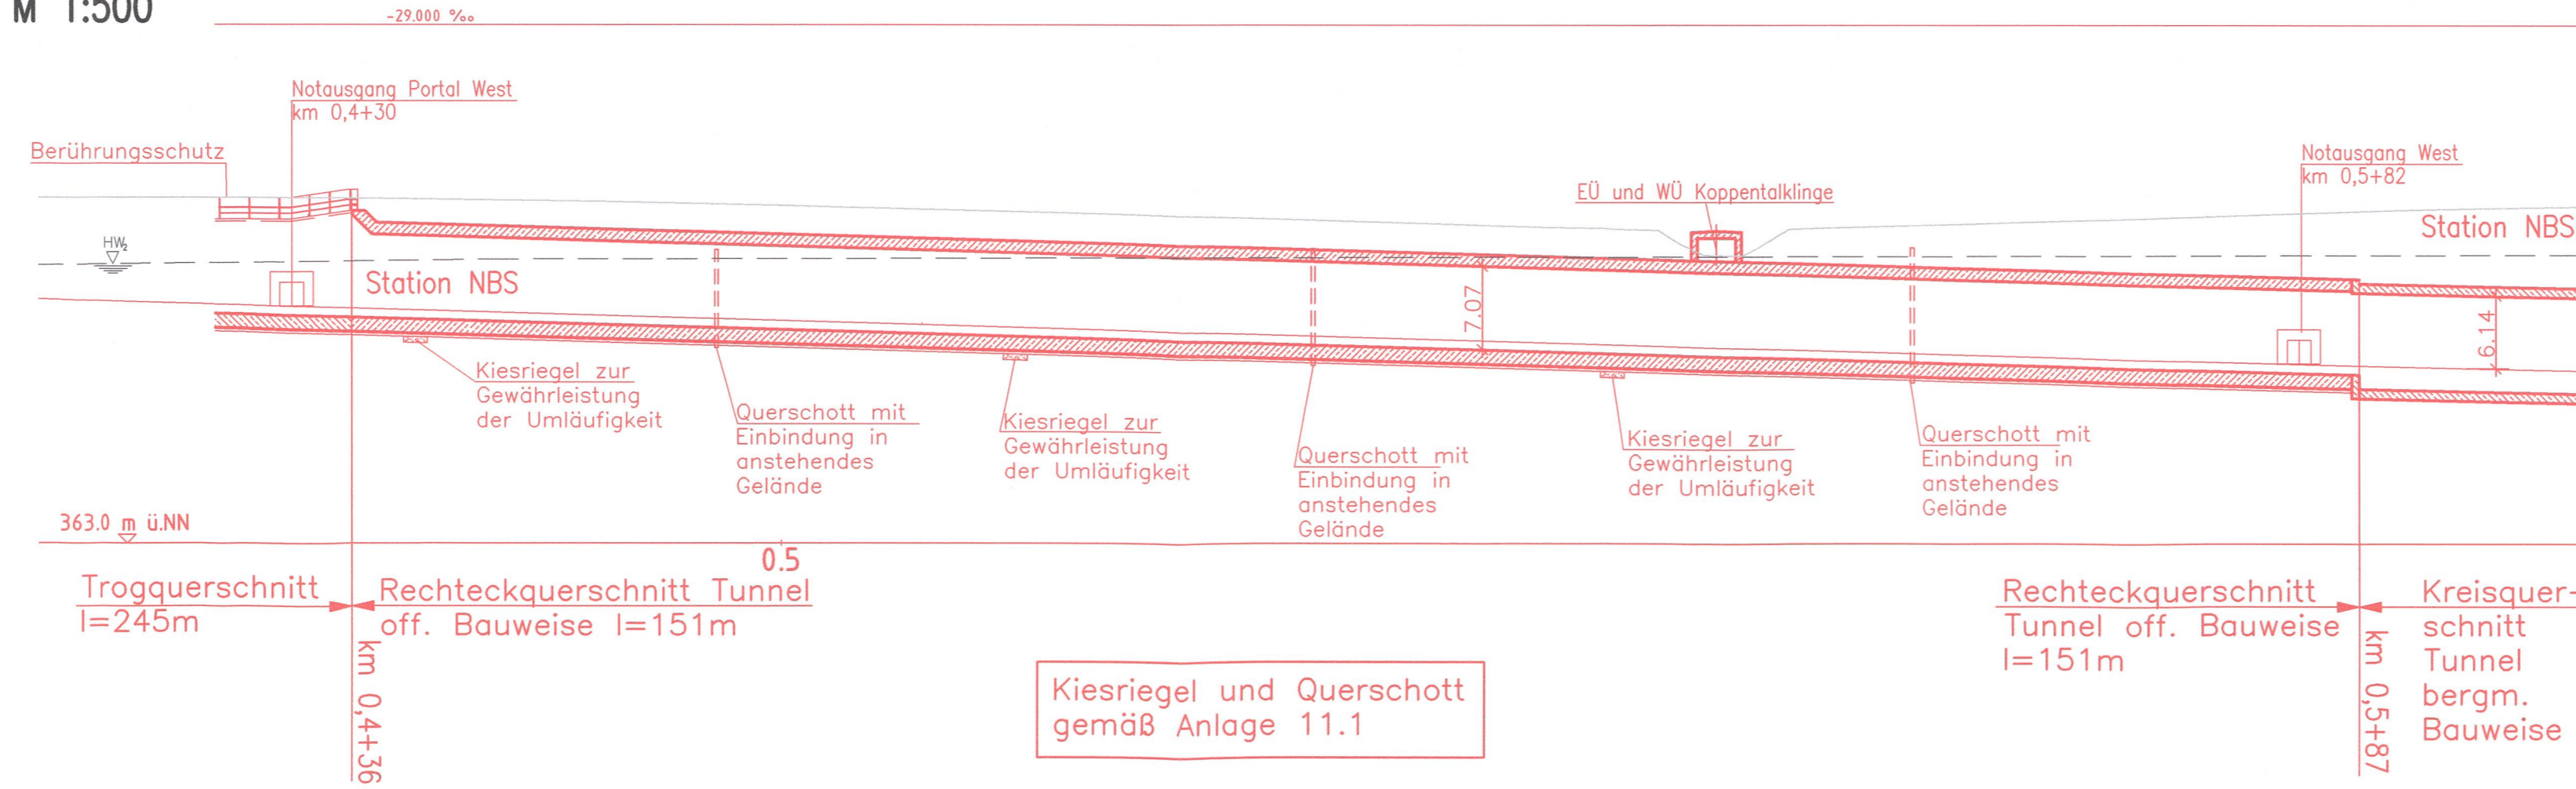 M 1:500
-29.000 ‰
Notausgang Portal West
km 0,4+30
Berührungsschutz
Notausgang West
km 0,5+82
EÜ und WÜ Koppentalklinge
Station NBS
HW2
Station NBS
7.07
6.14
Kiesriegel zur
Gewährleistung
der Umläufigkeit
Querschott mit
Einbindung in
anstehendes
Gelände
Kiesriegel zur
Gewährleistung
der Umläufigkeit
Querschott mit
Einbindung in
anstehendes
Gelände
Kiesriegel zur
Gewährleistung
der Umläufigkeit
Querschott mit
Einbindung in
anstehendes
Gelände
363.0 m ü.NN
0.5
Trogquerschnitt
l=245m
Rechteckquerschnitt Tunnel
off. Bauweise l=151m
km 0,4+36
Rechteckquerschnitt
Tunnel off. Bauweise
l=151m
km 0,5+87
Kreisquer-
schnitt
Tunnel
bergm.
Bauweise
Kiesriegel und Querschott
gemäß Anlage 11.1